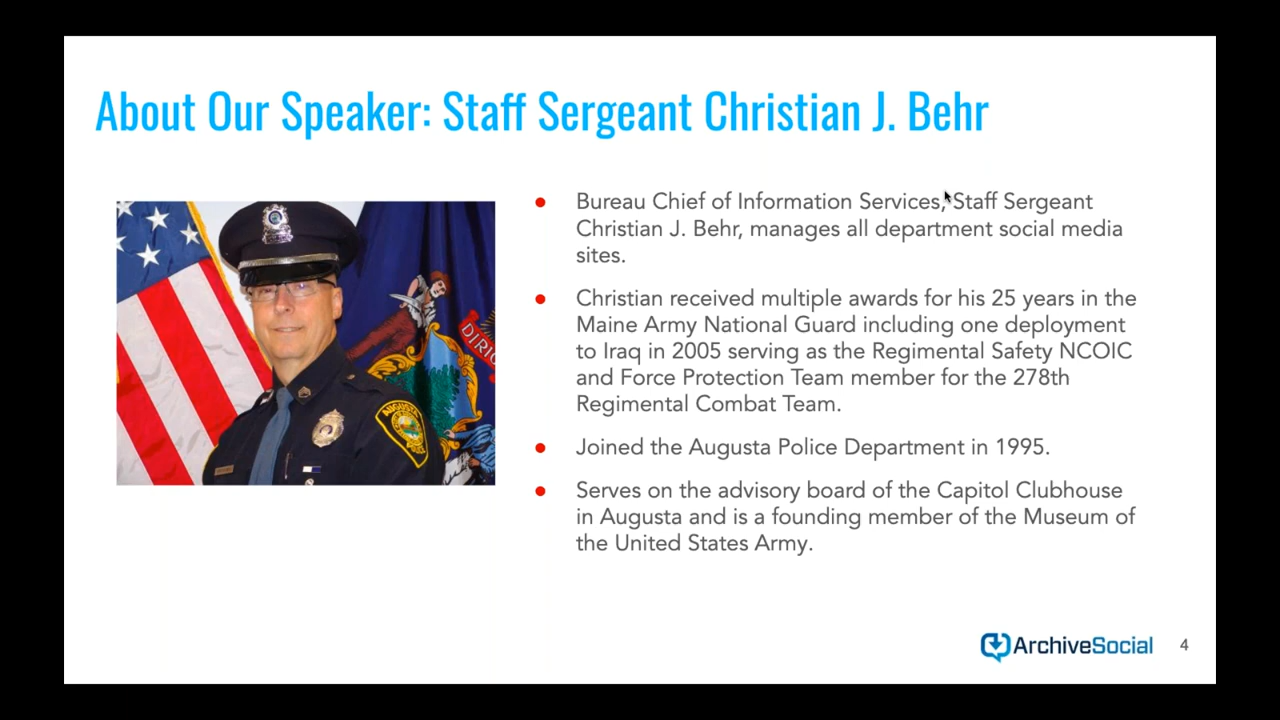 About Our Speaker: Staff Sergeant Christian J. Behr
Bureau Chief of Information Services, Staff Sergeant
Christian J. Behr, manages all department social media
sites.
Christian received multiple awards for his 25 years in the
Maine Army National Guard including one deployment
to Iraq in 2005 serving as the Regimental Safety NCOIC
and Force Protection Team member for the 278th
Regimental Combat Team.
Joined the Augusta Police Department in 1995.
Serves on the advisory board of the Capitol Clubhouse
in Augusta and is a founding member of the Museum of
the United States Army.
DIRIG
AUGUSTA
ArchiveSocial
4